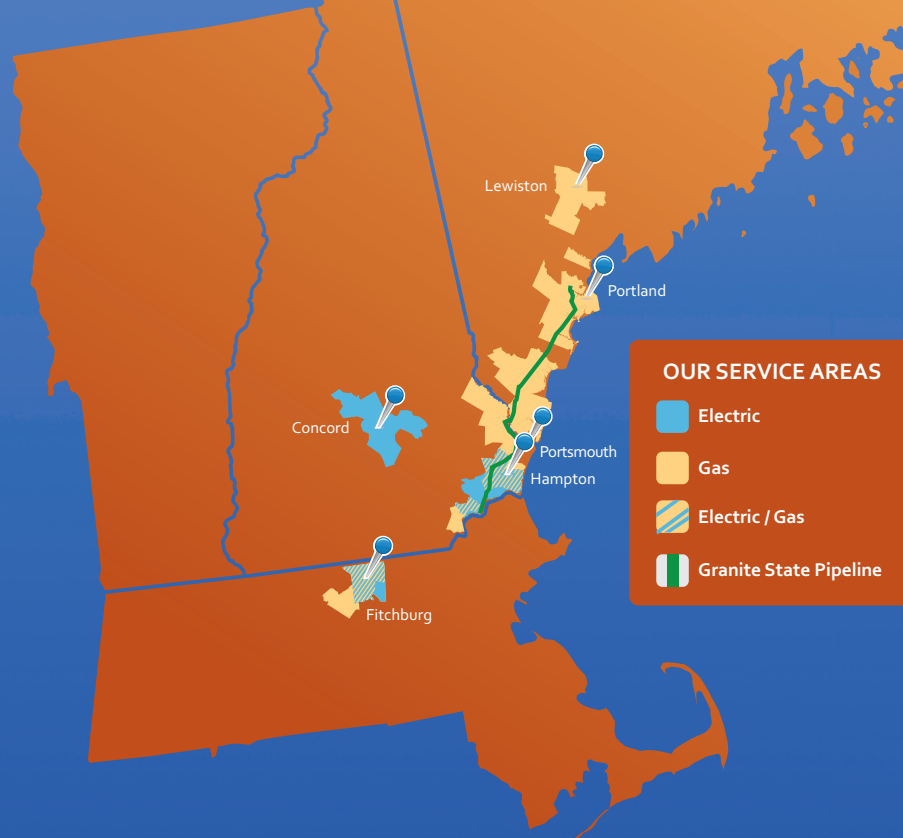 Lewiston
Portland
OUR SERVICE AREAS
Electric
Concord
Portsmouth
Gas
Hampton
Electric / Gas
Granite State Pipeline
Fitchburg